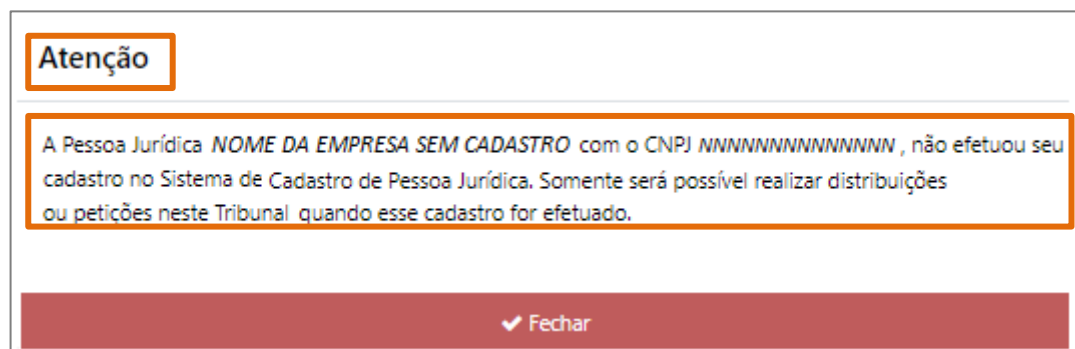 Atenção
A Pessoa Jurídica NOME DA EMPRESA SEM CADASTRO com o CNPJ NNNNNNNNNNNNNN , não efetuou seu
cadastro no Sistema de Cadastro de Pessoa Jurídica. Somente será possível realizar distribuições
ou petições neste Tribunal quando esse cadastro for efetuado.
Fechar